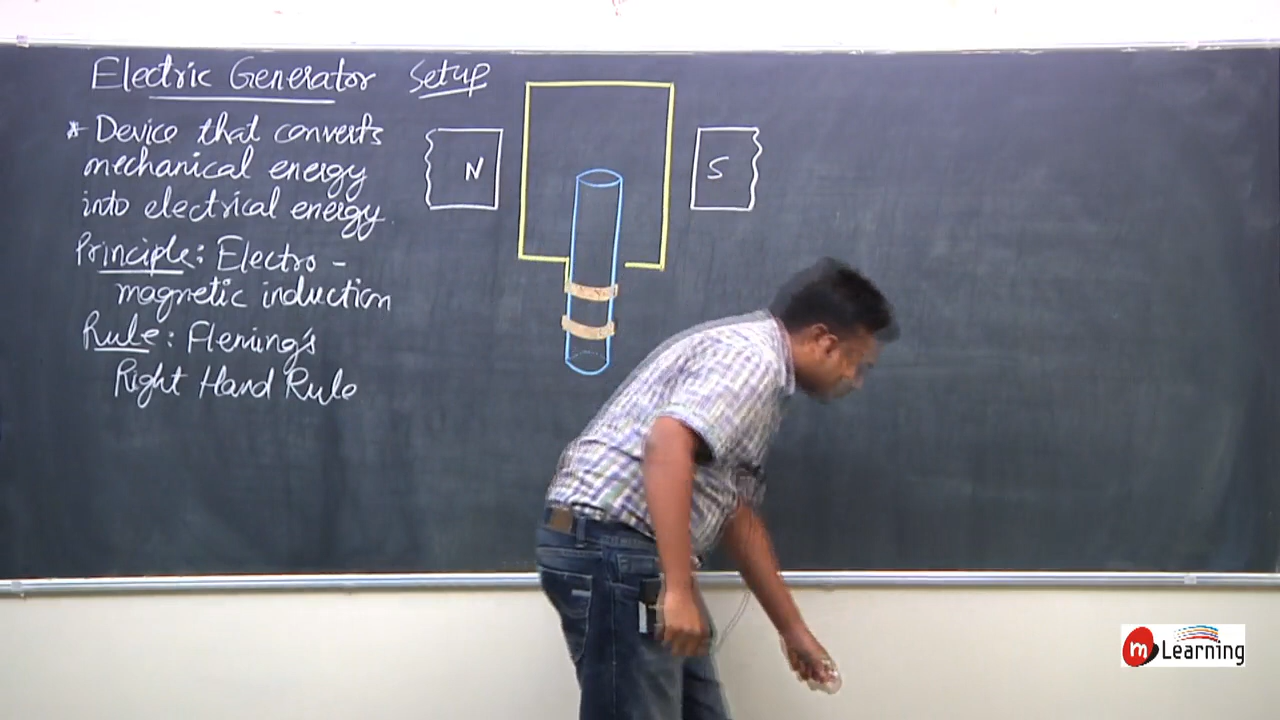 Electric Generator Setup
* Device that converts
mechanical energy
into electrical energy.
Principle: Electro -
magnetic induction
Rule: Fleming's
Right Hand Rule
N
S
m Learning